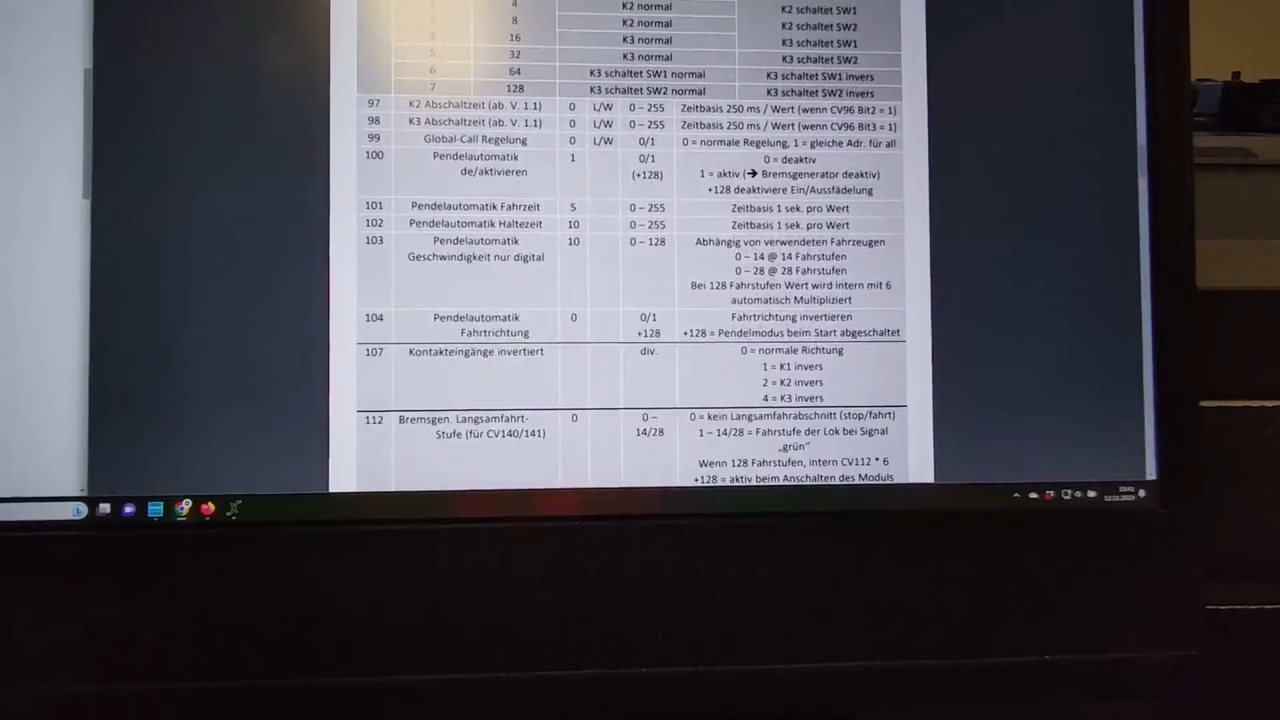 2 4 K2 normal K2 schaltet SW1
3 8 K2 normal K2 schaltet SW2
4 16 K3 normal K3 schaltet SW1
5 32 K3 normal K3 schaltet SW2
6 64 K3 schaltet SW1 normal K3 schaltet SW1 invers
7 128 K3 schaltet SW2 normal K3 schaltet SW2 invers
97 K2 Abschaltzeit (ab. V. 1.1) 0 L/W 0 – 255 Zeitbasis 250 ms / Wert (wenn CV96 Bit2 = 1)
98 K3 Abschaltzeit (ab. V. 1.1) 0 L/W 0 – 255 Zeitbasis 250 ms / Wert (wenn CV96 Bit3 = 1)
99 Global-Call Regelung 0 L/W 0/1 0 = normale Regelung, 1 = gleiche Adr. für all
100 Pendelautomatik 1 0/1 0 = deaktiv
de/aktivieren (+128) 1 = aktiv (➔ Bremsgenerator deaktiv)
+128 deaktiviere Ein/Aussfädelung
101 Pendelautomatik Fahrzeit 5 0 – 255 Zeitbasis 1 sek. pro Wert
102 Pendelautomatik Haltezeit 10 0 – 255 Zeitbasis 1 sek. pro Wert
103 Pendelautomatik 10 0 – 128 Abhängig von verwendeten Fahrzeugen
Geschwindigkeit nur digital 0 – 14 @ 14 Fahrstufen
0 – 28 @ 28 Fahrstufen
Bei 128 Fahrstufen Wert wird intern mit 6
automatisch Multipliziert
104 Pendelautomatik 0 0/1 Fahrtrichtung invertieren
Fahrtrichtung +128 +128 = Pendelmodus beim Start abgeschaltet
107 Kontakteingänge invertiert div. 0 = normale Richtung
1 = K1 invers
2 = K2 invers
4 = K3 invers
112 Bremsgen. Langsamfahrt- 0 0 – 0 = kein Langsamfahrabschnitt (stop/fahrt)
Stufe (für CV140/141) 14/28 1 – 14/28 = Fahrstufe der Lok bei Signal
„grün“
Wenn 128 Fahrstufen, intern CV112 * 6
+128 = aktiv beim Anschalten des Moduls